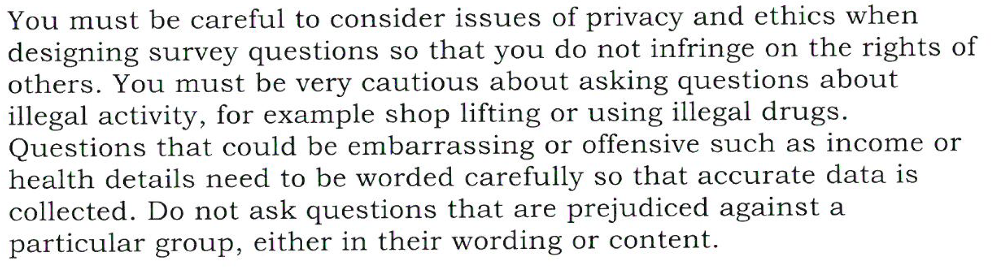 You must be careful to consider issues of privacy and ethics when
designing survey questions so that you do not infringe on the rights of
others. You must be very cautious about asking questions about
illegal activity, for example shop lifting or using illegal drugs.
Questions that could be embarrassing or offensive such as income or
health details need to be worded carefully so that accurate data is
collected. Do not ask questions that are prejudiced against a
particular group, either in their wording or content.